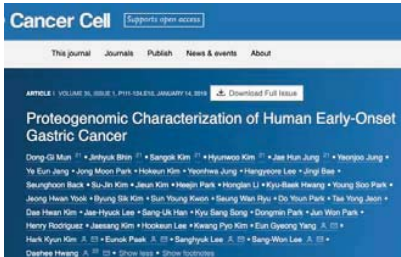 Cancer Cell Supports open access
This journal Journals Publish News & events About
ARTICLE | VOLUME 35, ISSUE 1, P111-124.E10, JANUARY 14, 2019 Download Full Issue
Proteogenomic Characterization of Human Early-Onset
Gastric Cancer
Dong-Gi Mun • Jinhyuk Bhin • Sangok Kim • Hyunwoo Kim • Jae Hun Jung • Yeonjoo Jung •
Ye Eun Jang • Jong Moon Park • Hokeun Kim • Yeonhwa Jung • Hangyeore Lee • Jingi Bae •
Seunghoon Back • Su-Jin Kim • Jieun Kim • Heejin Park • Honglan Li • Kyu-Baek Hwang • Young Soo Park •
Jeong Hwan Yook • Byung Sik Kim • Sun Young Kwon • Seung Wan Ryu • Do Youn Park • Tae Yong Jeon •
Dae Hwan Kim • Jae-Hyuck Lee • Sang-Uk Han • Kyu Sang Song • Dongmin Park • Jun Won Park •
Henry Rodriguez • Jaesang Kim • Hookeun Lee • Kwang Pyo Kim • Eun Gyeong Yang •
Hark Kyun Kim • Eunok Paek • Sanghyuk Lee • Sang-Won Lee •
Daehee Hwang • Show less • Show footnotes